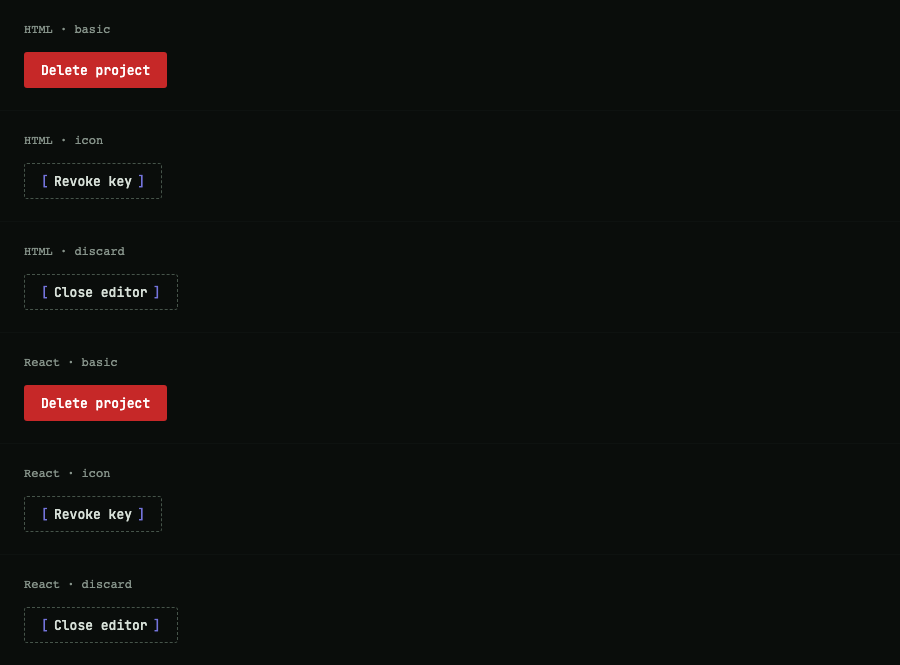 HTML · basic
Delete project
HTML · icon
[ Revoke key ]
HTML · discard
[ Close editor ]
React · basic
Delete project
React · icon
[ Revoke key ]
React · discard
[ Close editor ]